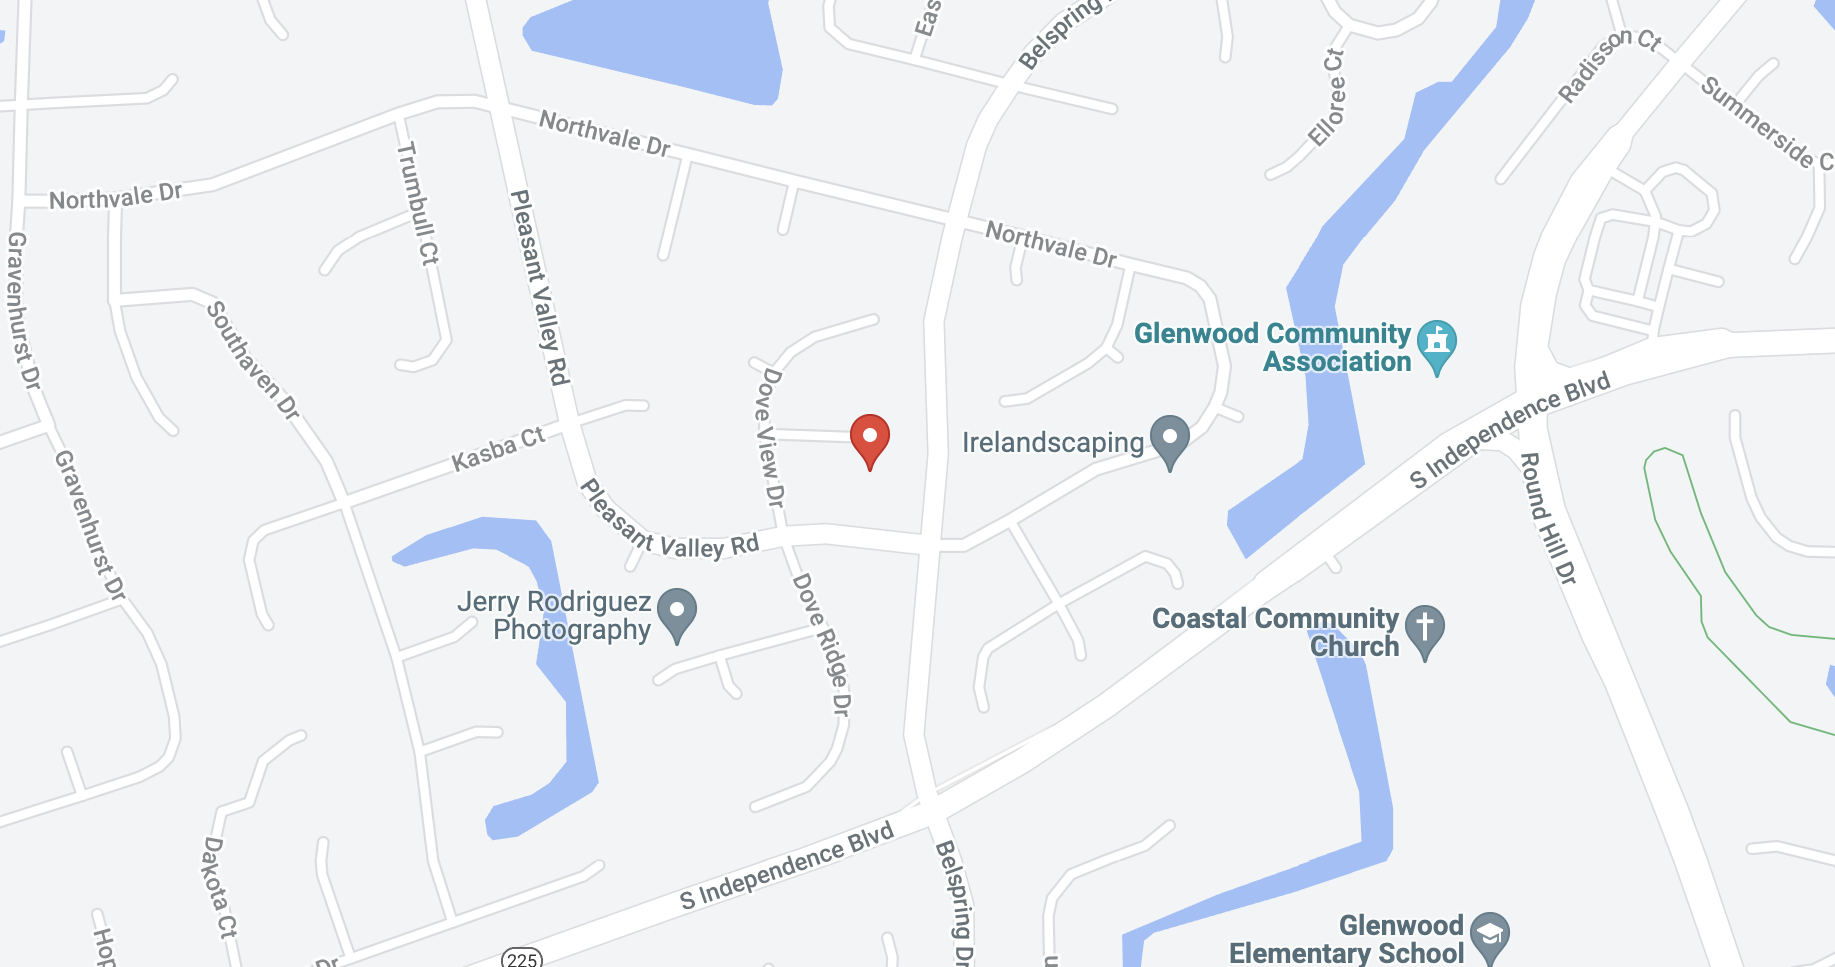 Eas
Belspring
Radisson Ct
Elloree Ct
Summerside C
Northvale Dr
Northvale Dr
Trumbull Ct
Pleasant Valley Rd
Northvale Dr
Gravenhurst Dr
Southaven Dr
Glenwood Community
Association
Dove View Dr
S Independence Blvd
Kasba Ct
Irelandscaping
Gravenhurst Dr
Pleasant Valley Rd
Round Hill Dr
Jerry Rodriguez
Photography
Dove Ridge Dr
Coastal Community
Church
S Independence Blvd
Dakota Ct
Belspring Dr
Hop
Glenwood
Elementary School
225
Dr